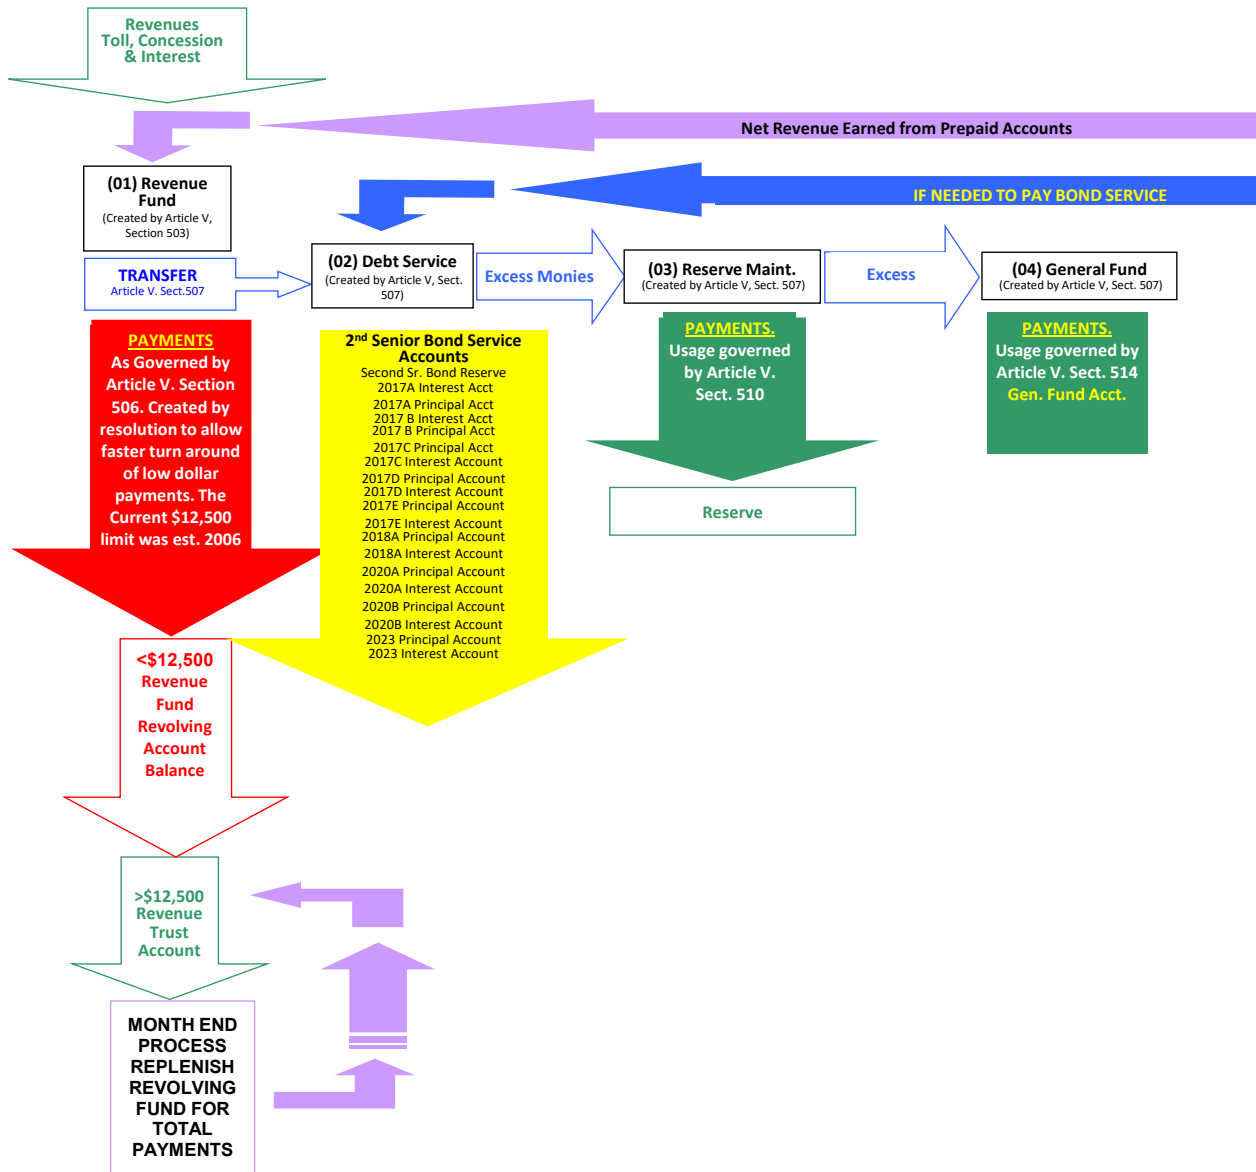 Revenues
Toll, Concession
& Interest
Net Revenue Earned from Prepaid Accounts
IF NEEDED TO PAY BOND SERVICE
(01) Revenue
Fund
(Created by Article V,
Section 503)
TRANSFER
Article V. Sect.507
(02) Debt Service
(Created by Article V, Sect.
507)
Excess Monies
(03) Reserve Maint.
(Created by Article V, Sect. 507)
Excess
(04) General Fund
(Created by Article V, Sect. 507)
PAYMENTS
As Governed by
Article V. Section
506. Created by
resolution to allow
faster turn around
of low dollar
payments. The
Current $12,500
limit was est. 2006
2nd Senior Bond Service
Accounts
Second Sr. Bond Reserve
2017A Interest Acct
2017A Principal Acct
2017 B Interest Acct
2017 B Principal Acct
2017C Principal Acct
2017C Interest Account
2017D Principal Account
2017D Interest Account
2017E Principal Account
2017E Interest Account
2018A Principal Account
2018A Interest Account
2020A Principal Account
2020A Interest Account
2020B Principal Account
2020B Interest Account
2023 Principal Account
2023 Interest Account
PAYMENTS.
Usage governed
by Article V.
Sect. 510
Reserve
PAYMENTS.
Usage governed by
Article V. Sect. 514
Gen. Fund Acct.
<$12,500
Revenue
Fund
Revolving
Account
Balance
>$12,500
Revenue
Trust
Account
MONTH END
PROCESS
REPLENISH
REVOLVING
FUND FOR
TOTAL
PAYMENTS